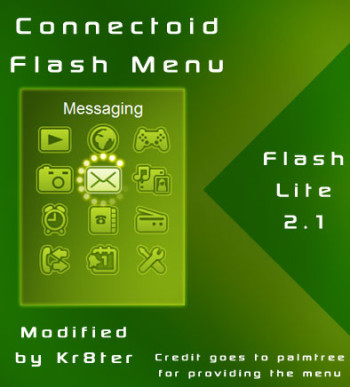 Connectoid
Flash Menu
Messaging
Flash
Lite
2.1
Modified
by Kr8ter
Credit goes to palmtree
for providing the menu